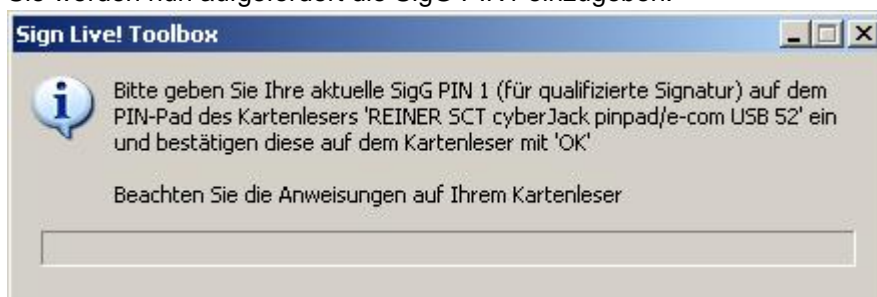 Sie werden nun aufgefordert die SigG PIN1 einzugeben.
Sign Live! Toolbox
Bitte geben Sie Ihre aktuelle SigG PIN 1 (für qualifizierte Signatur) auf dem
PIN-Pad des Kartenlesers 'REINER SCT cyberJack pinpad/e-com USB 52' ein
und bestätigen diese auf dem Kartenleser mit 'OK'
Beachten Sie die Anweisungen auf Ihrem Kartenleser